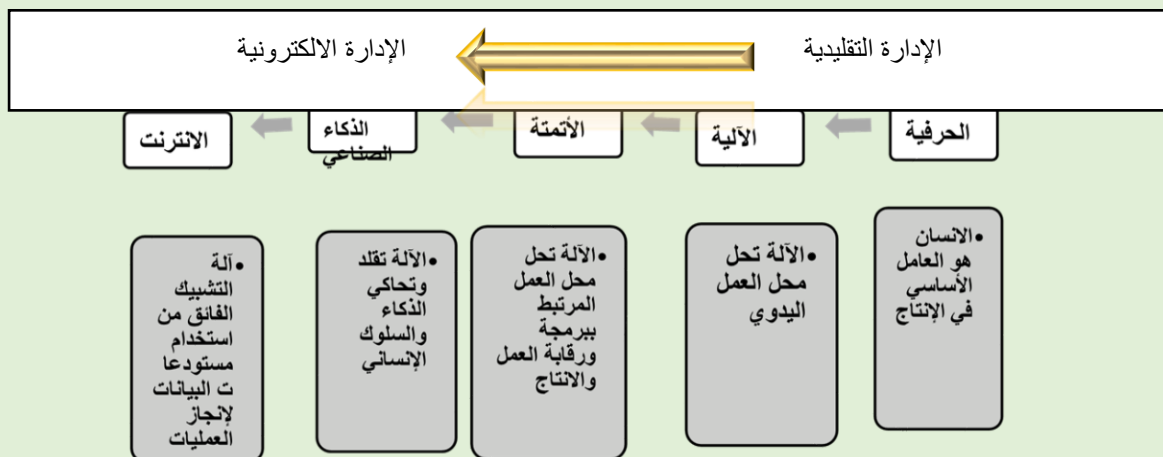 الإدارة التقليدية
الإدارة الالكترونية
الحرفية
الآلية
الأتمتة
الذكاء
الصناعي
الانترنت
•الانسان
هو العامل
الأساسي
في الإنتاج
•الآلة تحل
محل العمل
اليدوي
•الآلة تحل
محل العمل
المرتبط
ببرمجة
ورقابة العمل
والانتاج
•الآلة تقلد
وتحاكي
الذكاء
والسلوك
الإنساني
•آلة
التشبيك
الفائق من
استخدام
مستودعا
ت البيانات
لإنجاز
العمليات